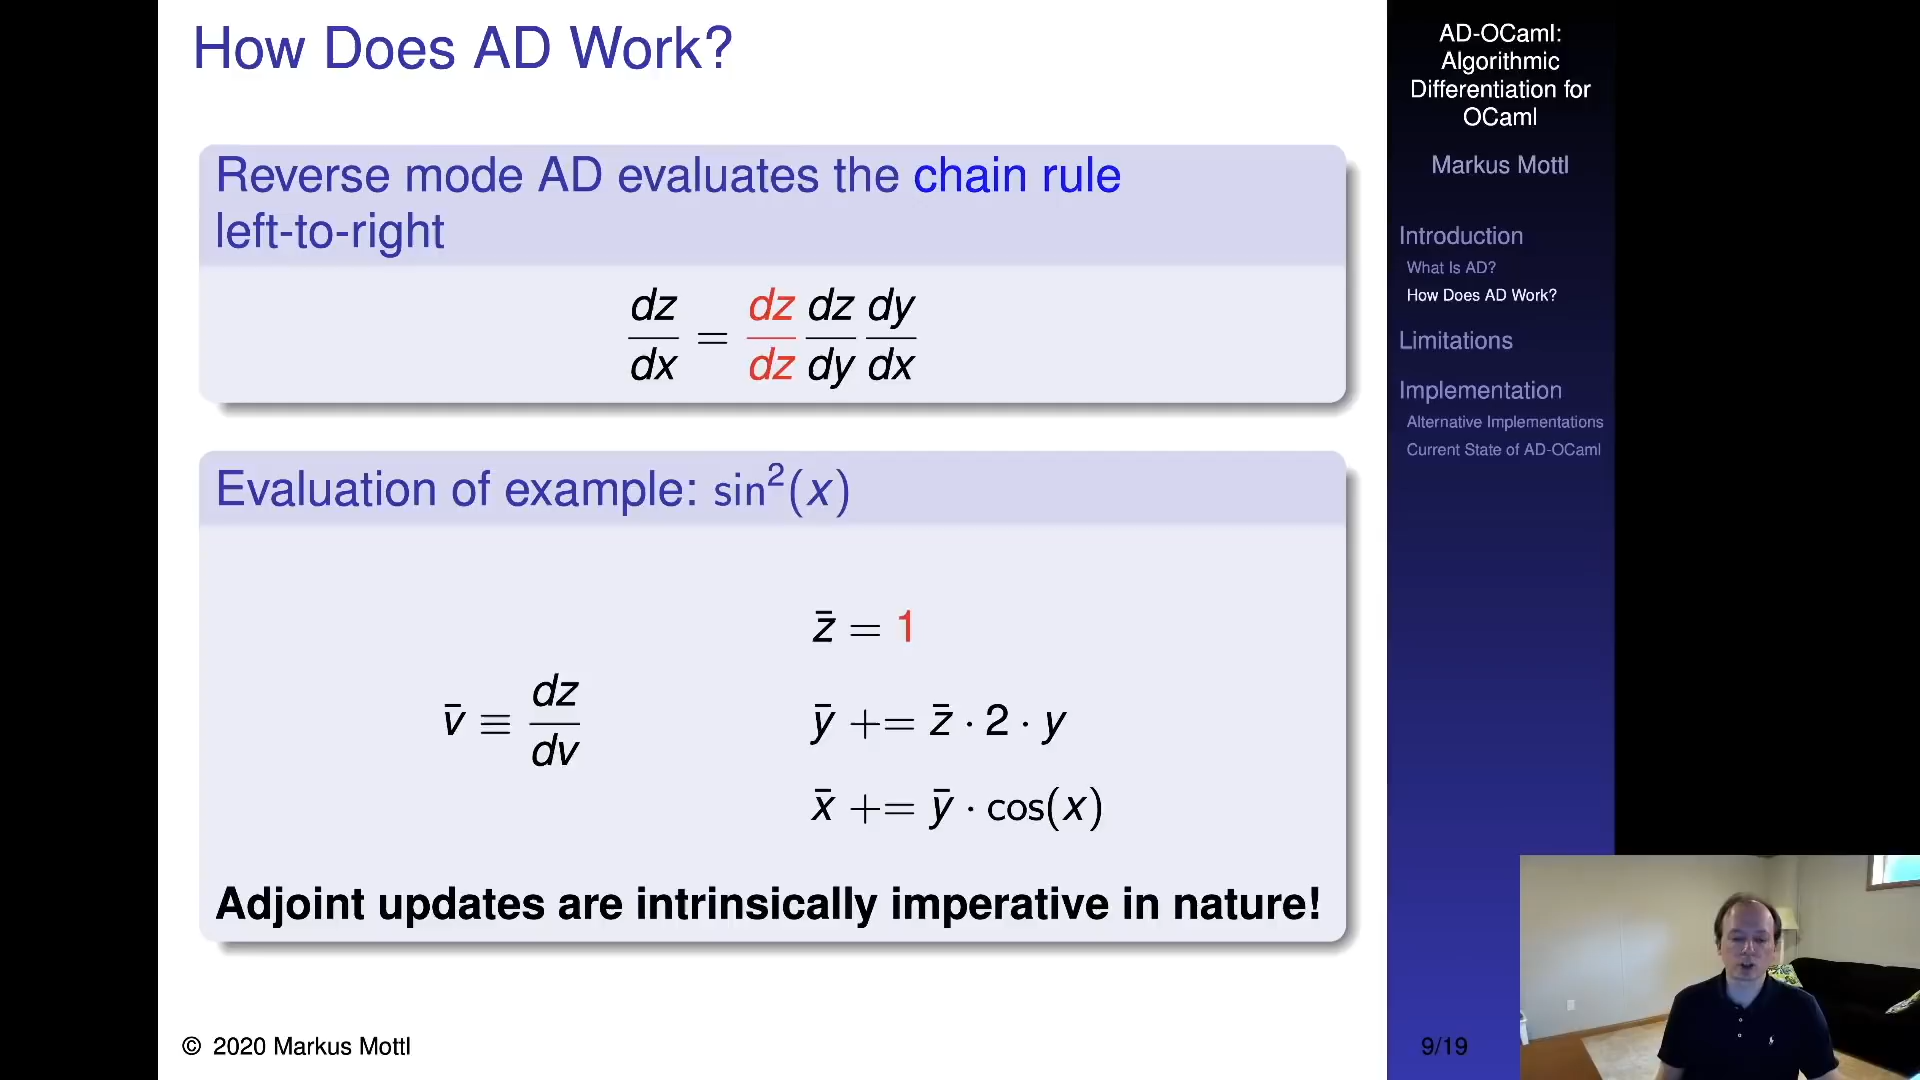 How Does AD Work?
Reverse mode AD evaluates the chain rule
left-to-right
dz/dx = dz/dz dz/dy dy/dx
Evaluation of example: sin²(x)
z̄ = 1
v̄ ≡ dz/dv
ȳ += z̄ · 2 · y
x̄ += ȳ · cos(x)
Adjoint updates are intrinsically imperative in nature!
© 2020 Markus Mottl
AD-OCaml:
Algorithmic
Differentiation for
OCaml
Markus Mottl
Introduction
What Is AD?
How Does AD Work?
Limitations
Implementation
Alternative Implementations
Current State of AD-OCaml
9/19